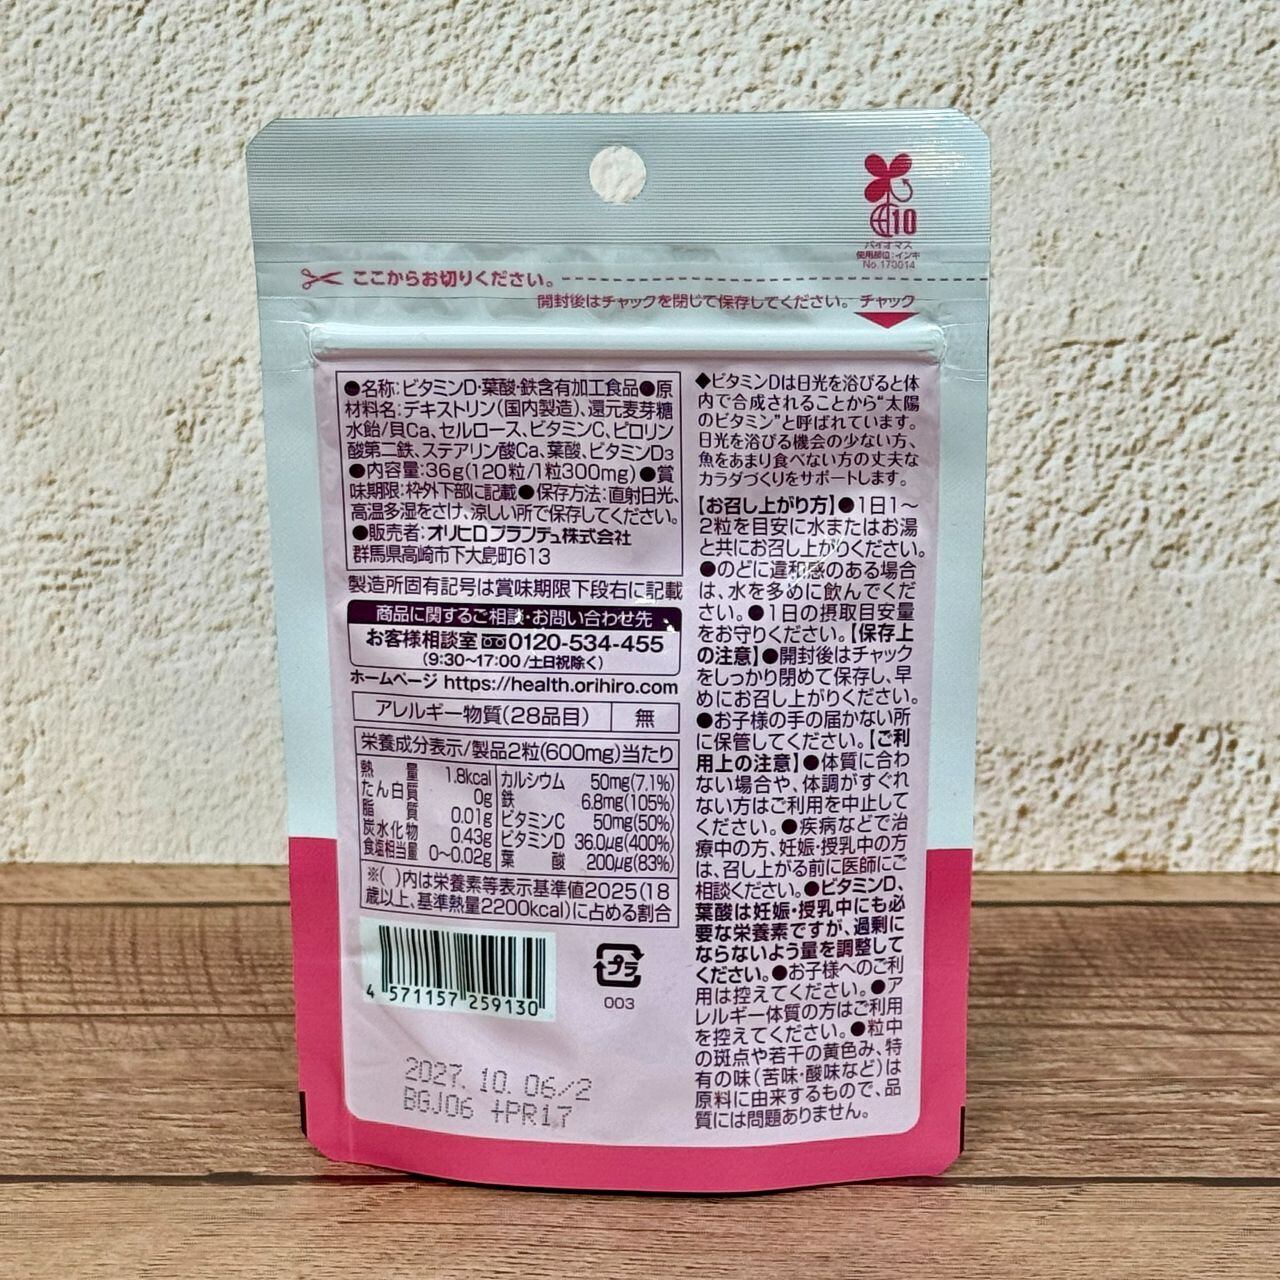 10
バイオマス
使用部位:インキ
No.170014
ここからお切りください。
開封後はチャックを閉じて保存してください。 チャック
●名称:ビタミンD・葉酸・鉄含有加工食品●原
材料名:デキストリン(国内製造)、還元麦芽糖
水飴/貝Ca、セルロース、ビタミンC、ピロリン
酸第二鉄、ステアリン酸Ca、葉酸、ビタミンD3
●内容量:36g(120粒/1粒300mg)●賞
味期限:枠外下部に記載●保存方法:直射日光、
高温多湿をさけ、涼しい所で保存してください。
●販売者:オリヒロプランデュ株式会社
群馬県高崎市下大島町613
製造所固有記号は賞味期限下段右に記載
商品に関するご相談・お問い合わせ先
お客様相談室 0120-534-455
(9:30~17:00/土日祝除く)
ホームページ https://health.orihiro.com
アレルギー物質(28品目) 無
栄養成分表示/製品2粒(600mg)当たり
熱量 1.8kcal カルシウム 50mg(7.1%)
たん白質 0g 鉄 6.8mg(105%)
脂質 0.01g ビタミンC 50mg(50%)
炭水化物 0.43g ビタミンD 36.0μg(400%)
食塩相当量 0~0.02g 葉酸 200μg(83%)
※( )内は栄養素等表示基準値2025(18
歳以上、基準熱量2200kcal)に占める割合
4 571157 259130
プラ
003
2027.10.06/2
BGJ06 +PR17
◆ビタミンDは日光を浴びると体
内で合成されることから“太陽
のビタミン”と呼ばれています。
日光を浴びる機会の少ない方、
魚をあまり食べない方の丈夫な
カラダづくりをサポートします。
【お召し上がり方】●1日1~
2粒を目安に水またはお湯
と共にお召し上がりください。
●のどに違和感のある場合
は、水を多めに飲んでくだ
さい。●1日の摂取目安量
をお守りください。【保存上
の注意】●開封後はチャック
をしっかり閉めて保存し、早
めにお召し上がりください。
●お子様の手の届かない所
に保管してください。【ご利
用上の注意】●体質に合わ
ない場合や、体調がすぐれ
ない方はご利用を中止して
ください。●疾病などで治
療中の方、妊娠・授乳中の方
は、召し上がる前に医師にご
相談ください。●ビタミンD、
葉酸は妊娠・授乳中にも必
要な栄養素ですが、過剰に
ならないよう量を調整して
ください。●お子様へのご利
用は控えてください。●ア
レルギー体質の方はご利用
を控えてください。●粒中
の斑点や若干の黄色み、特
有の味(苦味・酸味など)は
原料に由来するもので、品
質には問題ありません。